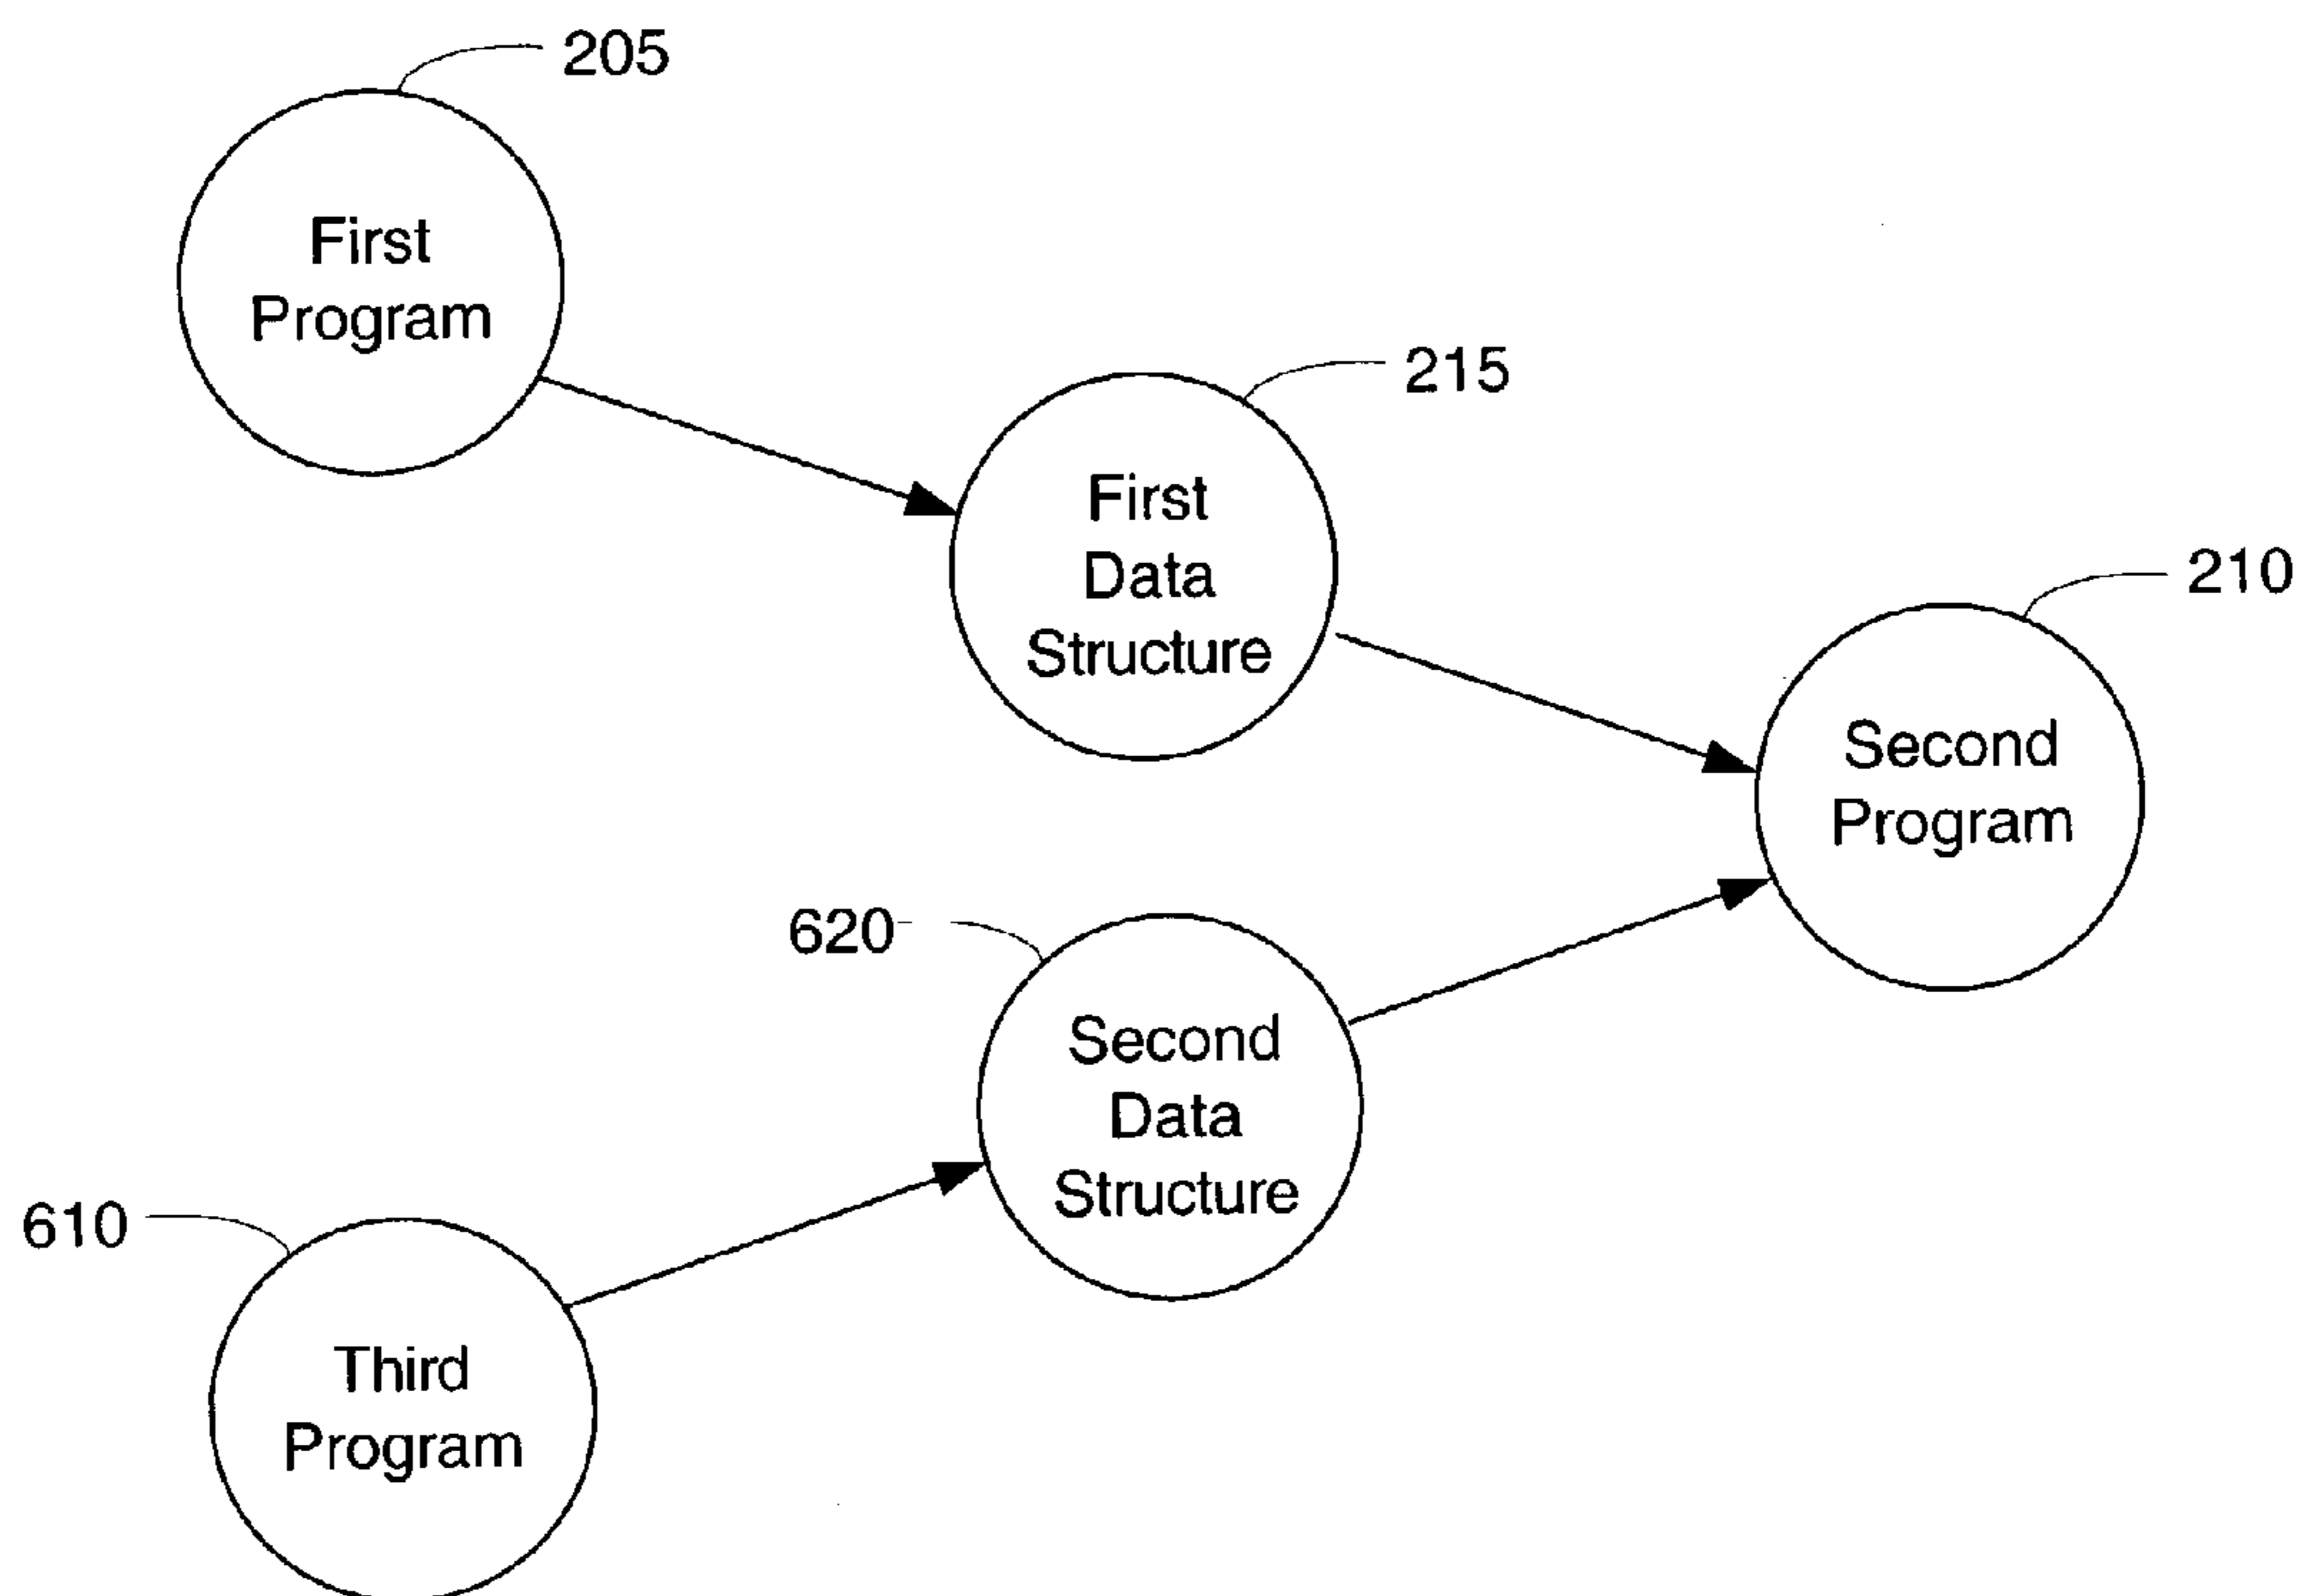 205
First
Program
215
First
Data
Structure
210
Second
Program
620
Second
Data
Structure
610
Third
Program